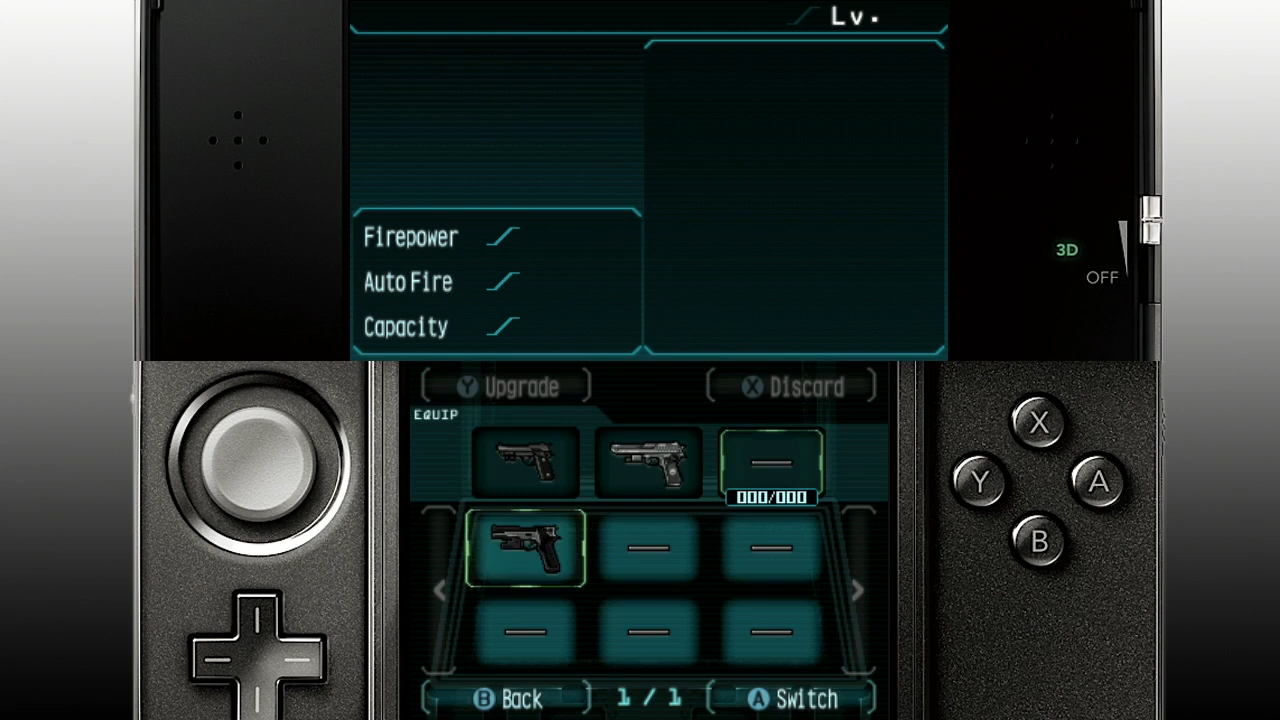 Lv.
Firepower
Auto Fire
Capacity
3D
OFF
Y Upgrade
X Discard
EQUIP
000/000
X
Y
A
B
B Back
1 / 1
A Switch